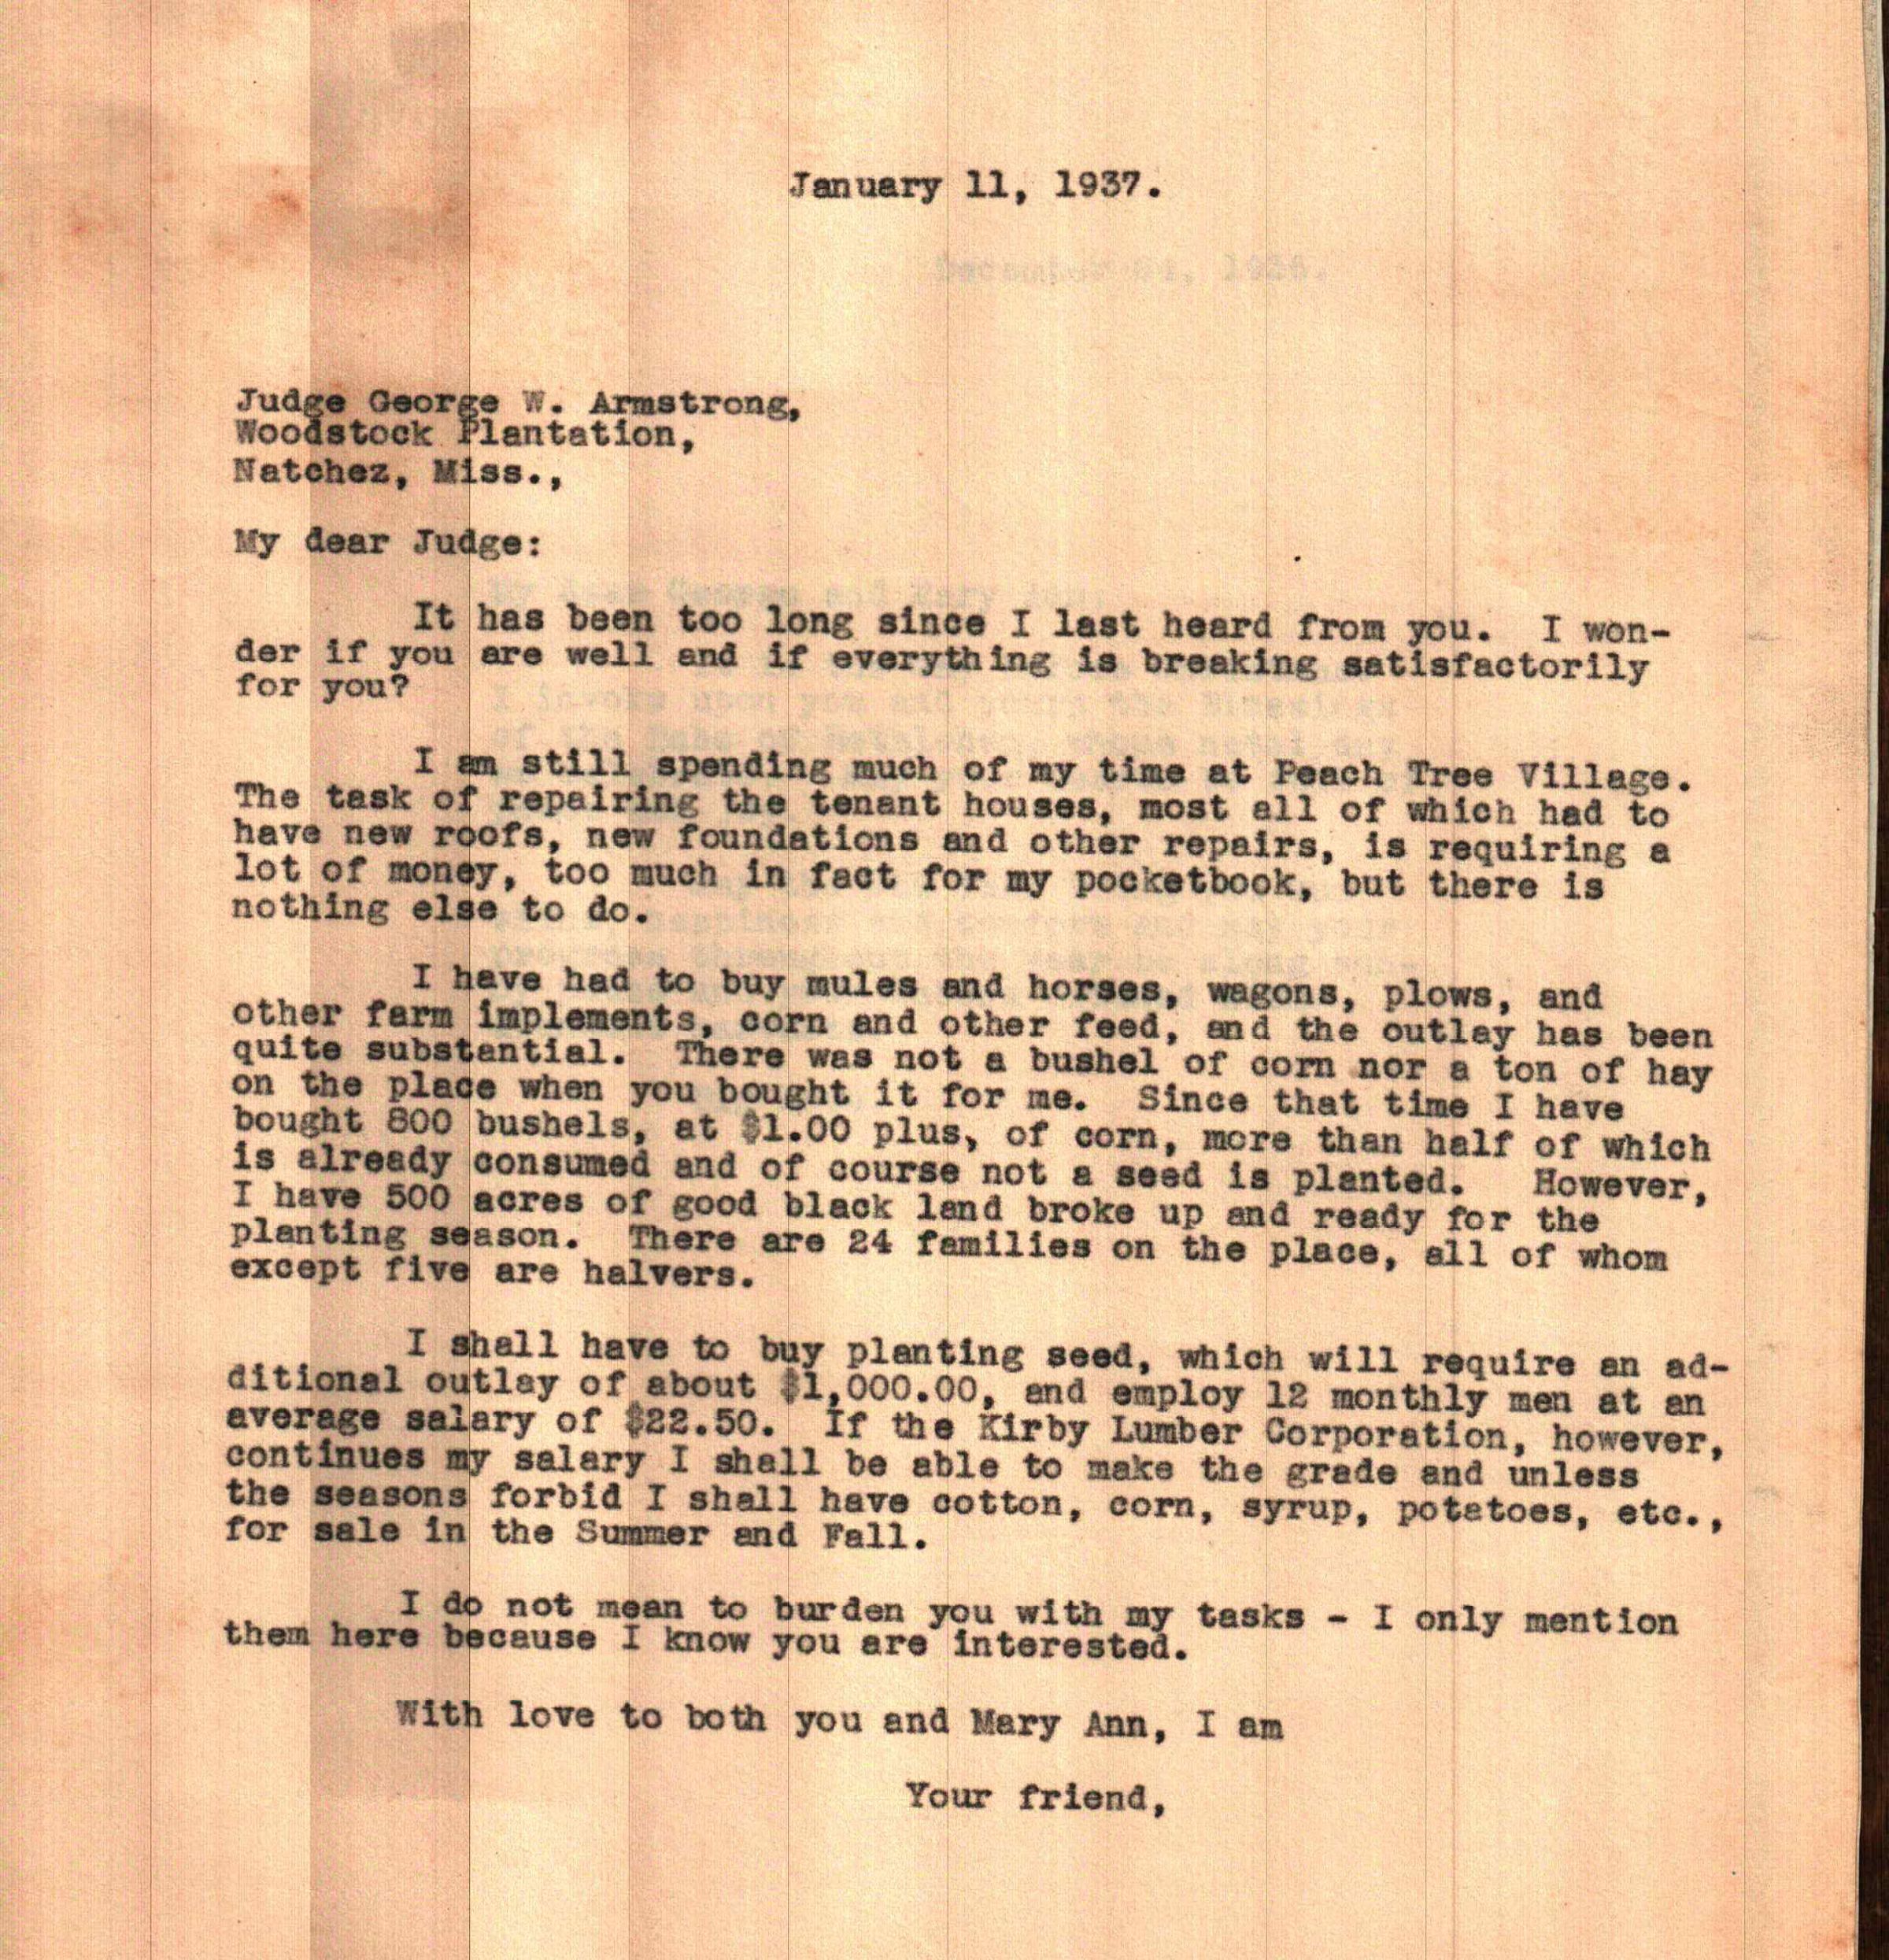 January 11, 1937.
Judge George W. Armstrong,
Woodstock Plantation,
Natchez, Miss.,
My dear Judge:
It has been too long since I last heard from you. I won-
der if you are well and if everything is breaking satisfactorily
for you?
I am still spending much of my time at Peach Tree Village.
The task of repairing the tenant houses, most all of which had to
have new roofs, new foundations and other repairs, is requiring a
lot of money, too much in fact for my pocketbook, but there is
nothing else to do.
I have had to buy mules and horses, wagons, plows, and
other farm implements, corn and other feed, and the outlay has been
quite substantial. There was not a bushel of corn nor a ton of hay
on the place when you bought it for me. Since that time I have
bought 800 bushels, at $1.00 plus, of corn, more than half of which
is already consumed and of course not a seed is planted. However,
I have 500 acres of good black land broke up and ready for the
planting season. There are 24 families on the place, all of whom
except five are halvers.
I shall have to buy planting seed, which will require an ad-
ditional outlay of about $1,000.00, and employ 12 monthly men at an
average salary of $22.50. If the Kirby Lumber Corporation, however,
continues my salary I shall be able to make the grade and unless
the seasons forbid I shall have cotton, corn, syrup, potatoes, etc.,
for sale in the Summer and Fall.
I do not mean to burden you with my tasks - I only mention
them here because I know you are interested.
With love to both you and Mary Ann, I am
Your friend,